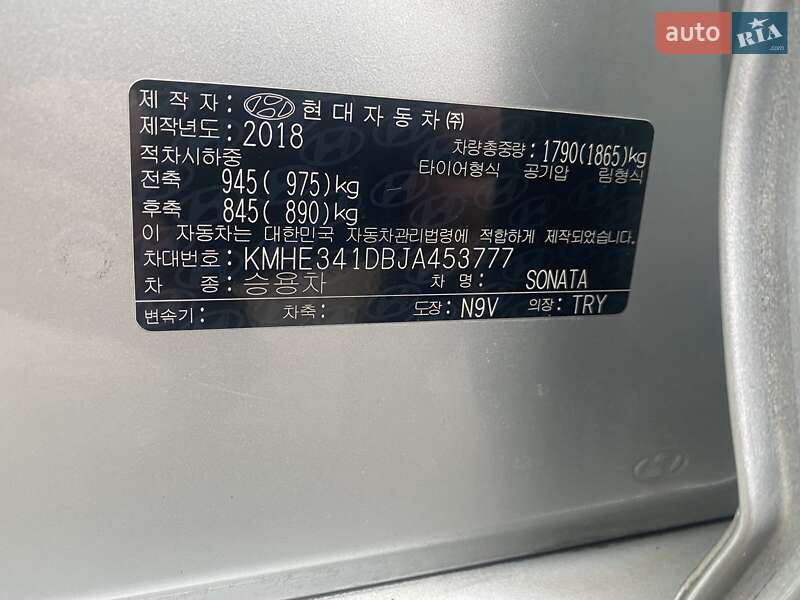 auto RIA.com
제 작 자: 현대자동차㈜
제작년도: 2018
차량총중량: 1790(1865)kg
적차시하중
타이어형식 공기압 림형식
전축 945( 975)kg
후축 845( 890)kg
이 자동차는 대한민국 자동차관리법령에 적합하게 제작되었습니다.
차대번호: KMHE341DBJA453777
차 종: 승용차 차 명: SONATA
변속기: 차축: 도장: N9V 의장: TRY